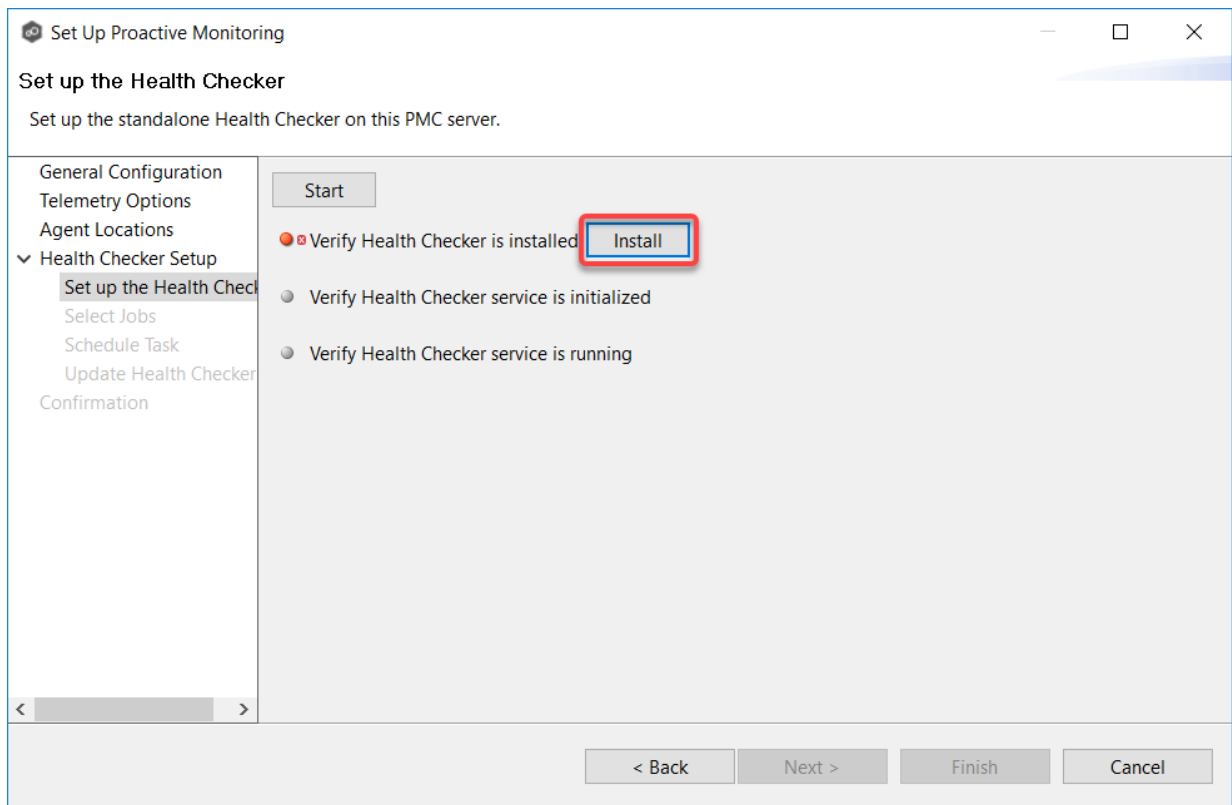 Set Up Proactive Monitoring
Set up the Health Checker
Set up the standalone Health Checker on this PMC server.
General Configuration
Telemetry Options
Agent Locations
Health Checker Setup
Set up the Health Check
Select Jobs
Schedule Task
Update Health Checker
Confirmation
Start
Verify Health Checker is installed Install
Verify Health Checker service is initialized
Verify Health Checker service is running
< Back Next > Finish Cancel